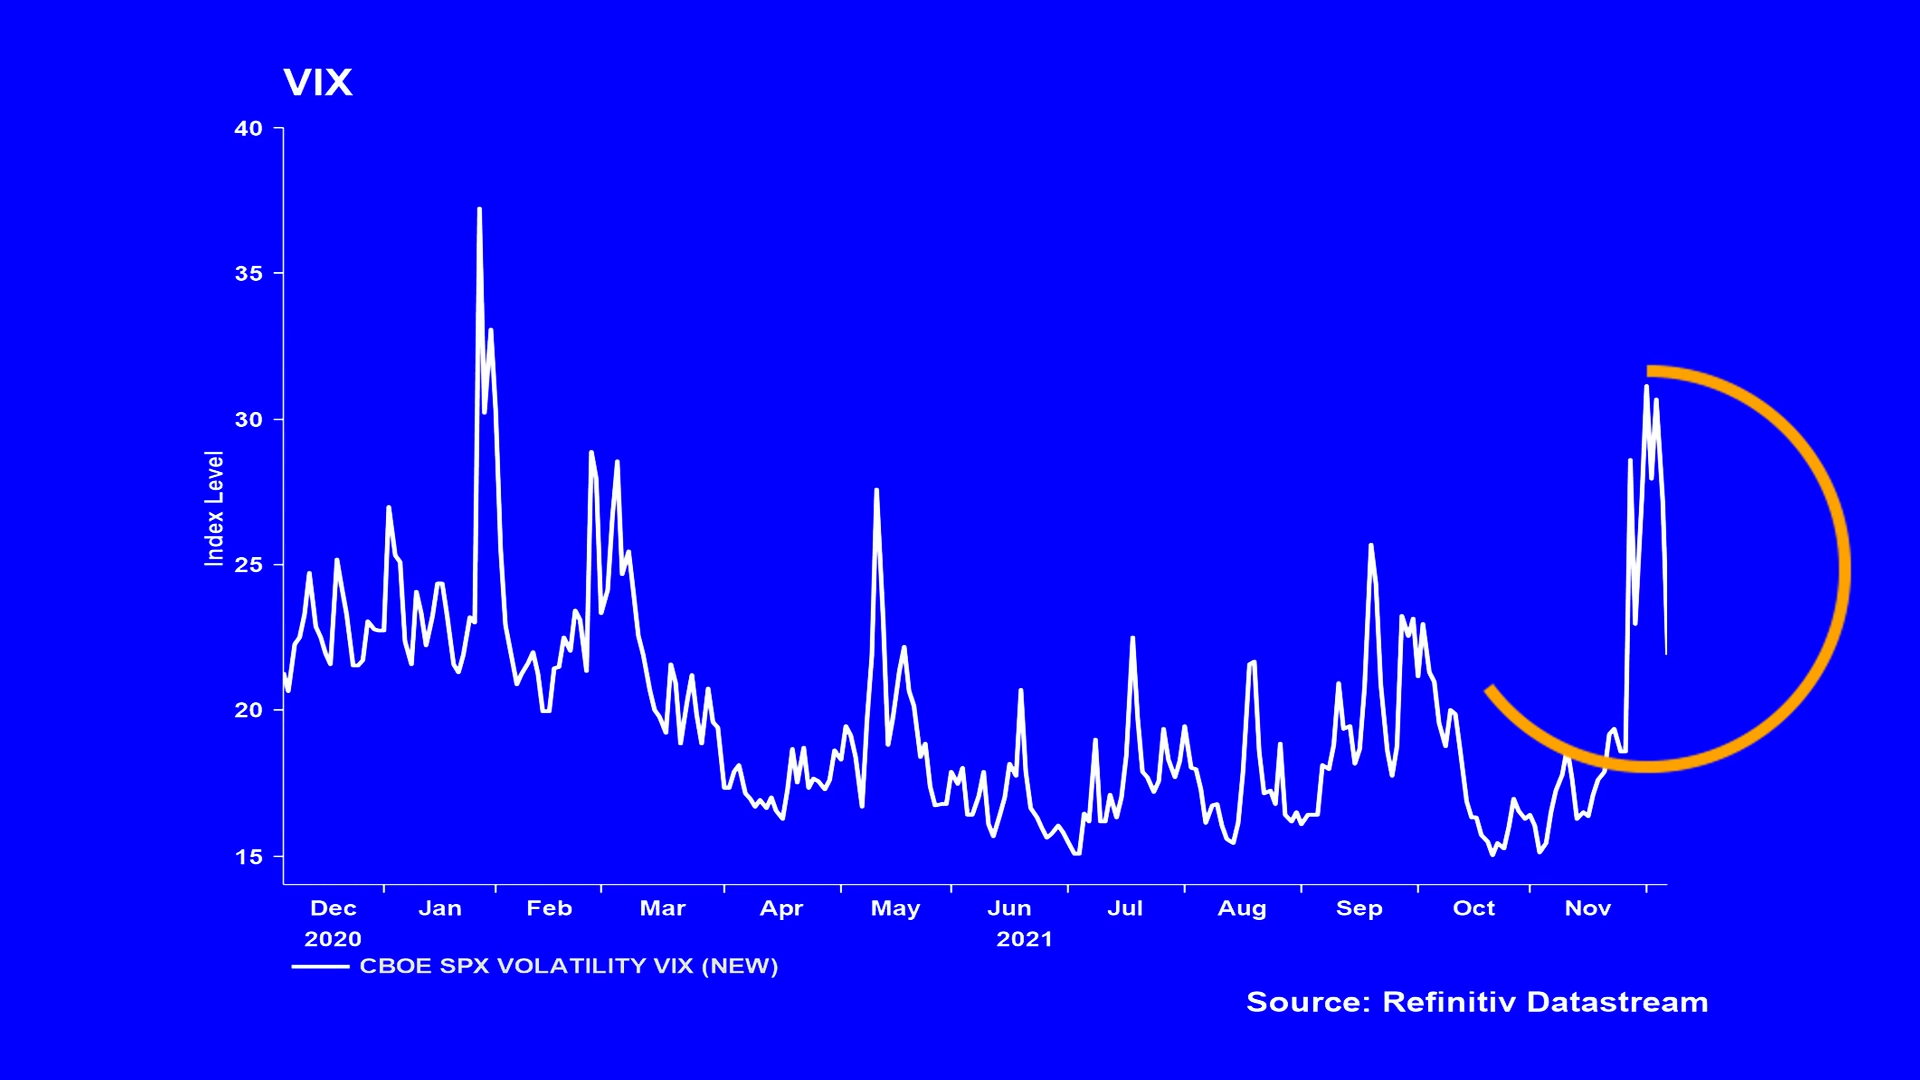 VIX
40
35
30
25
20
15
Index Level
Dec Jan Feb Mar Apr May Jun Jul Aug Sep Oct Nov
2020 2021
CBOE SPX VOLATILITY VIX (NEW)
Source: Refinitiv Datastream